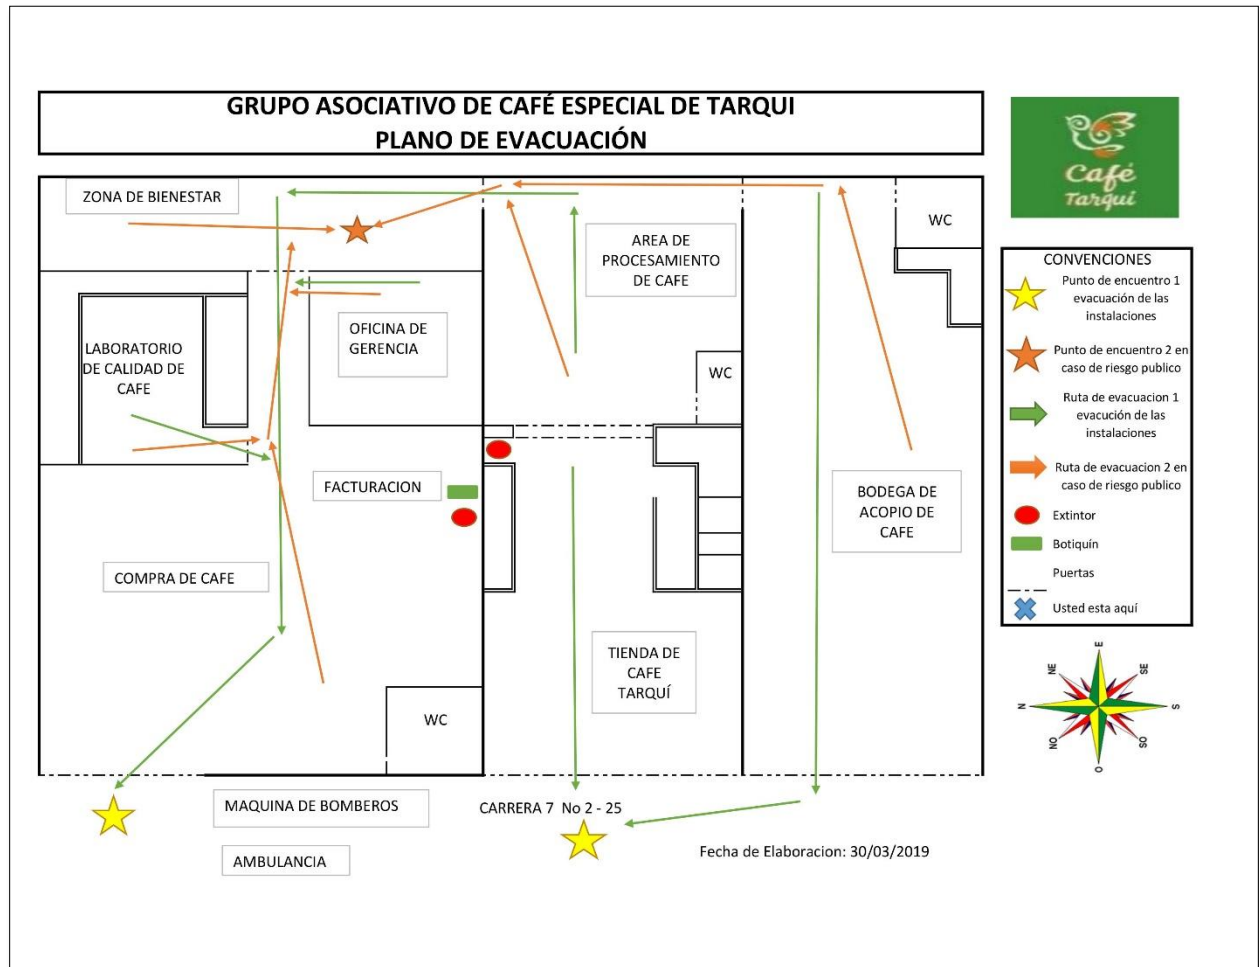 GRUPO ASOCIATIVO DE CAFÉ ESPECIAL DE TARQUI
PLANO DE EVACUACIÓN
Café
Tarqui
ZONA DE BIENESTAR
AREA DE
PROCESAMIENTO
DE CAFE
WC
OFICINA DE
GERENCIA
LABORATORIO
DE CALIDAD DE
CAFE
WC
FACTURACION
BODEGA DE
ACOPIO DE
CAFE
COMPRA DE CAFE
TIENDA DE
CAFE
TARQUÍ
WC
MAQUINA DE BOMBEROS
AMBULANCIA
CARRERA 7 No 2 - 25
Fecha de Elaboracion: 30/03/2019
CONVENCIONES
Punto de encuentro 1
evacuación de las
instalaciones
Punto de encuentro 2 en
caso de riesgo publico
Ruta de evacuacion 1
evacución de las
instalaciones
Ruta de evacuacion 2 en
caso de riesgo publico
Extintor
Botiquín
Puertas
Usted esta aquí
E
NE
SE
N
S
NO
SO
O